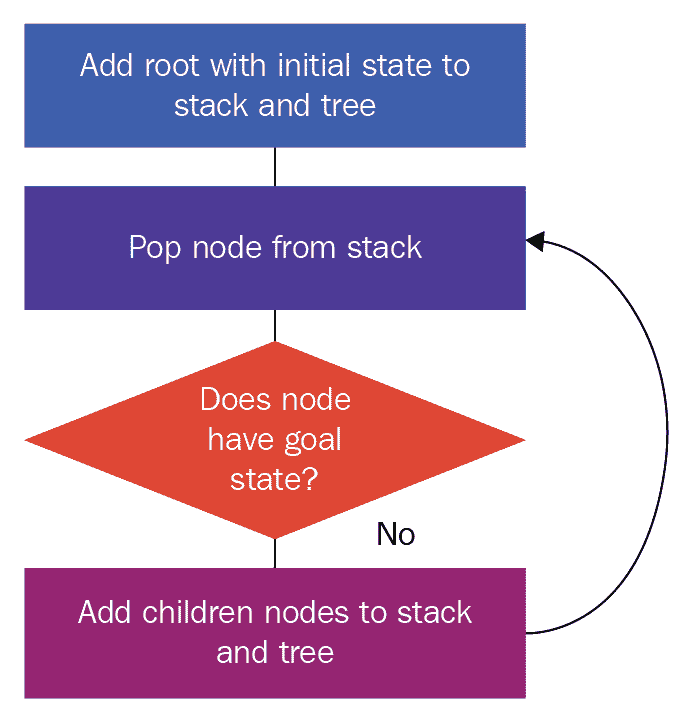 Add root with initial state to
stack and tree
Pop node from stack
Does node
have goal
state?
No
Add children nodes to stack
and tree